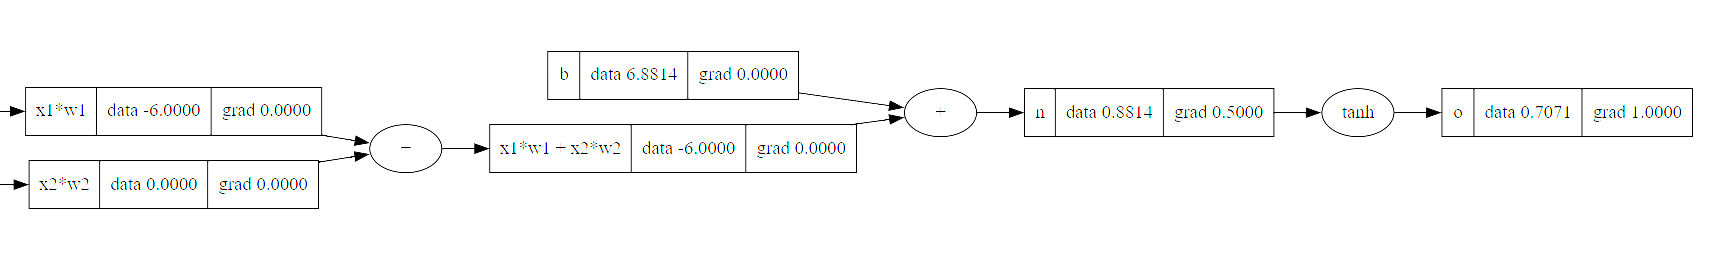 x1*w1 data -6.0000 grad 0.0000
x2*w2 data 0.0000 grad 0.0000
−
b data 6.8814 grad 0.0000
x1*w1 + x2*w2 data -6.0000 grad 0.0000
+
n data 0.8814 grad 0.5000
tanh
o data 0.7071 grad 1.0000